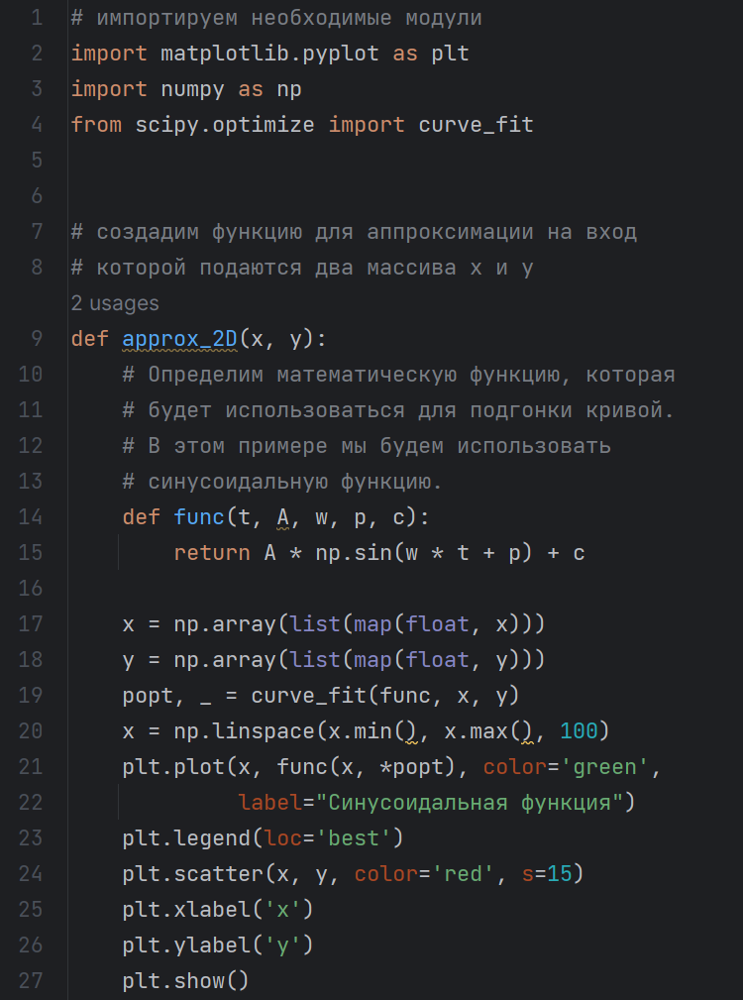 1 # импортируем необходимые модули
2 import matplotlib.pyplot as plt
3 import numpy as np
4 from scipy.optimize import curve_fit
5
6
7 # создадим функцию для аппроксимации на вход
8 # которой подаются два массива x и y
2 usages
9 def approx_2D(x, y):
10     # Определим математическую функцию, которая
11     # будет использоваться для подгонки кривой.
12     # В этом примере мы будем использовать
13     # синусоидальную функцию.
14     def func(t, A, w, p, c):
15         return A * np.sin(w * t + p) + c
16
17     x = np.array(list(map(float, x)))
18     y = np.array(list(map(float, y)))
19     popt, _ = curve_fit(func, x, y)
20     x = np.linspace(x.min(), x.max(), 100)
21     plt.plot(x, func(x, *popt), color='green',
22              label="Синусоидальная функция")
23     plt.legend(loc='best')
24     plt.scatter(x, y, color='red', s=15)
25     plt.xlabel('x')
26     plt.ylabel('y')
27     plt.show()